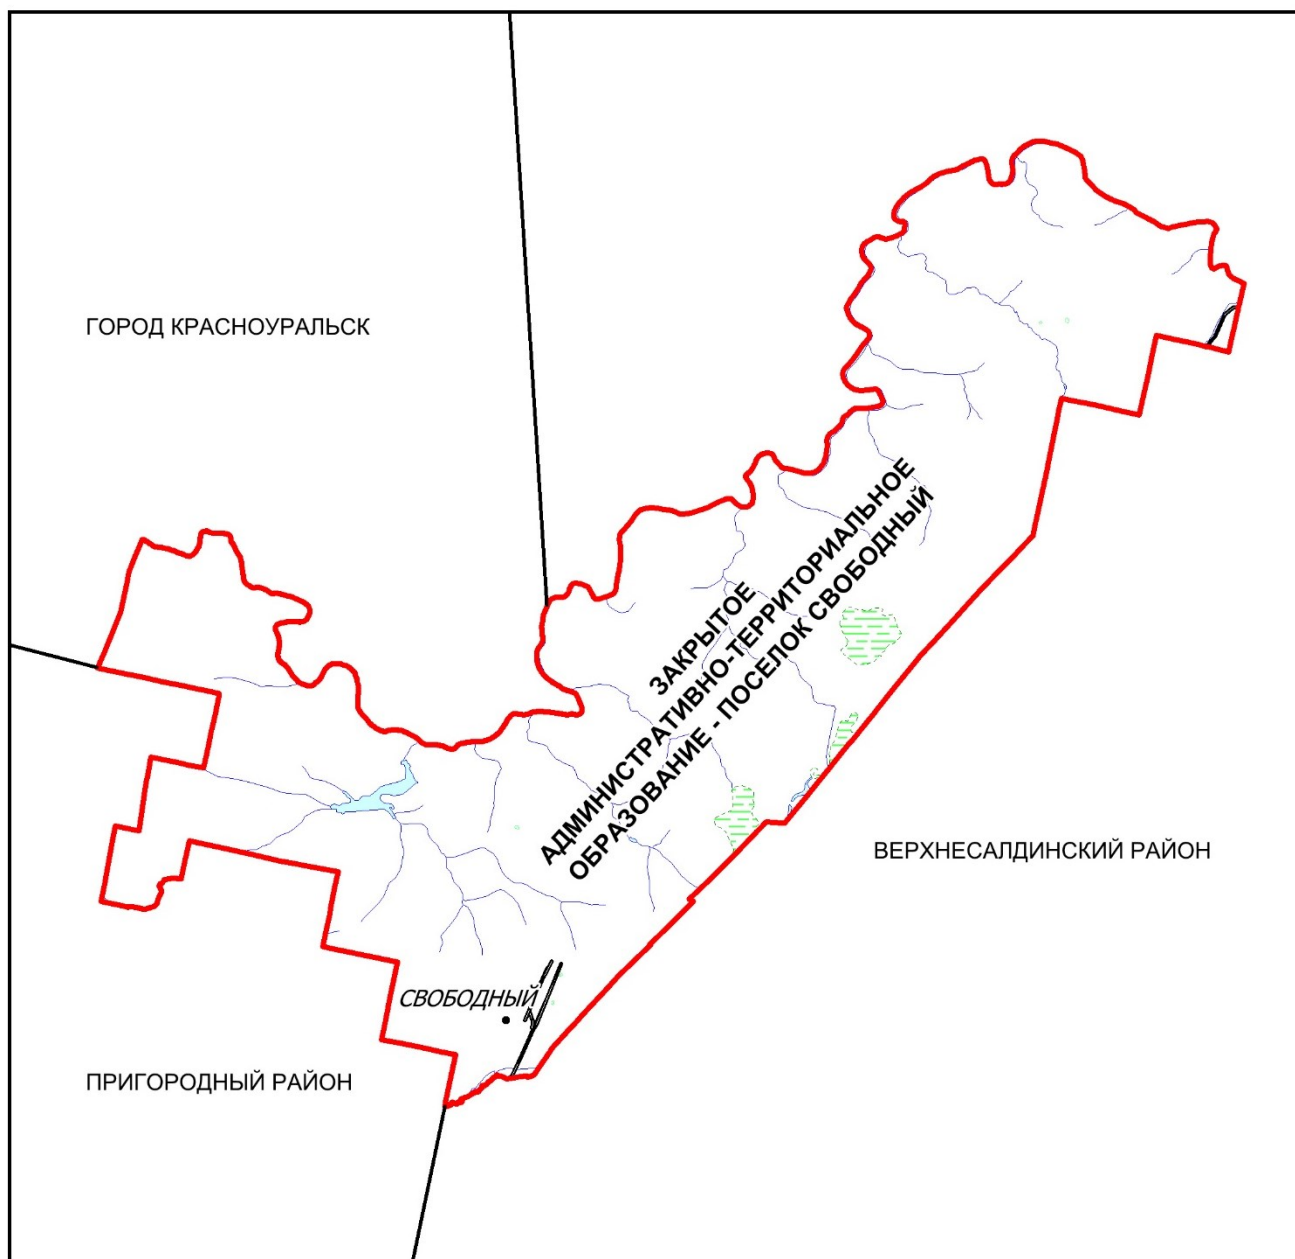 ГОРОД КРАСНОУРАЛЬСК
ЗАКРЫТОЕ
АДМИНИСТРАТИВНО-ТЕРРИТОРИАЛЬНОЕ
ОБРАЗОВАНИЕ - ПОСЕЛОК СВОБОДНЫЙ
ВЕРХНЕСАЛДИНСКИЙ РАЙОН
СВОБОДНЫЙ
ПРИГОРОДНЫЙ РАЙОН